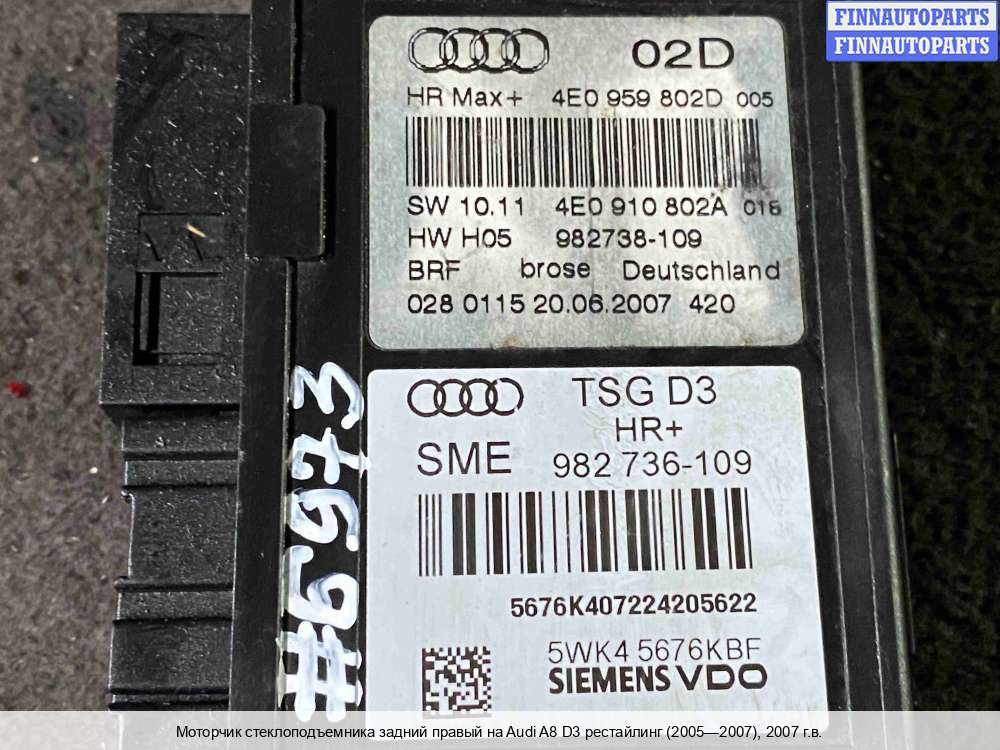 FINNAUTOPARTS
FINNAUTOPARTS
02D
HR Max+ 4E0 959 802D 005
SW 10.11 4E0 910 802A 016
HW H05 982738-109
BRF brose Deutschland
028 0115 20.06.2007 420
TSG D3
HR+
SME 982 736-109
5676K407224205622
5WK4 5676KBF
SIEMENS VDO
#6973
Моторчик стеклоподъемника задний правый на Audi A8 D3 рестайлинг (2005—2007), 2007 г.в.